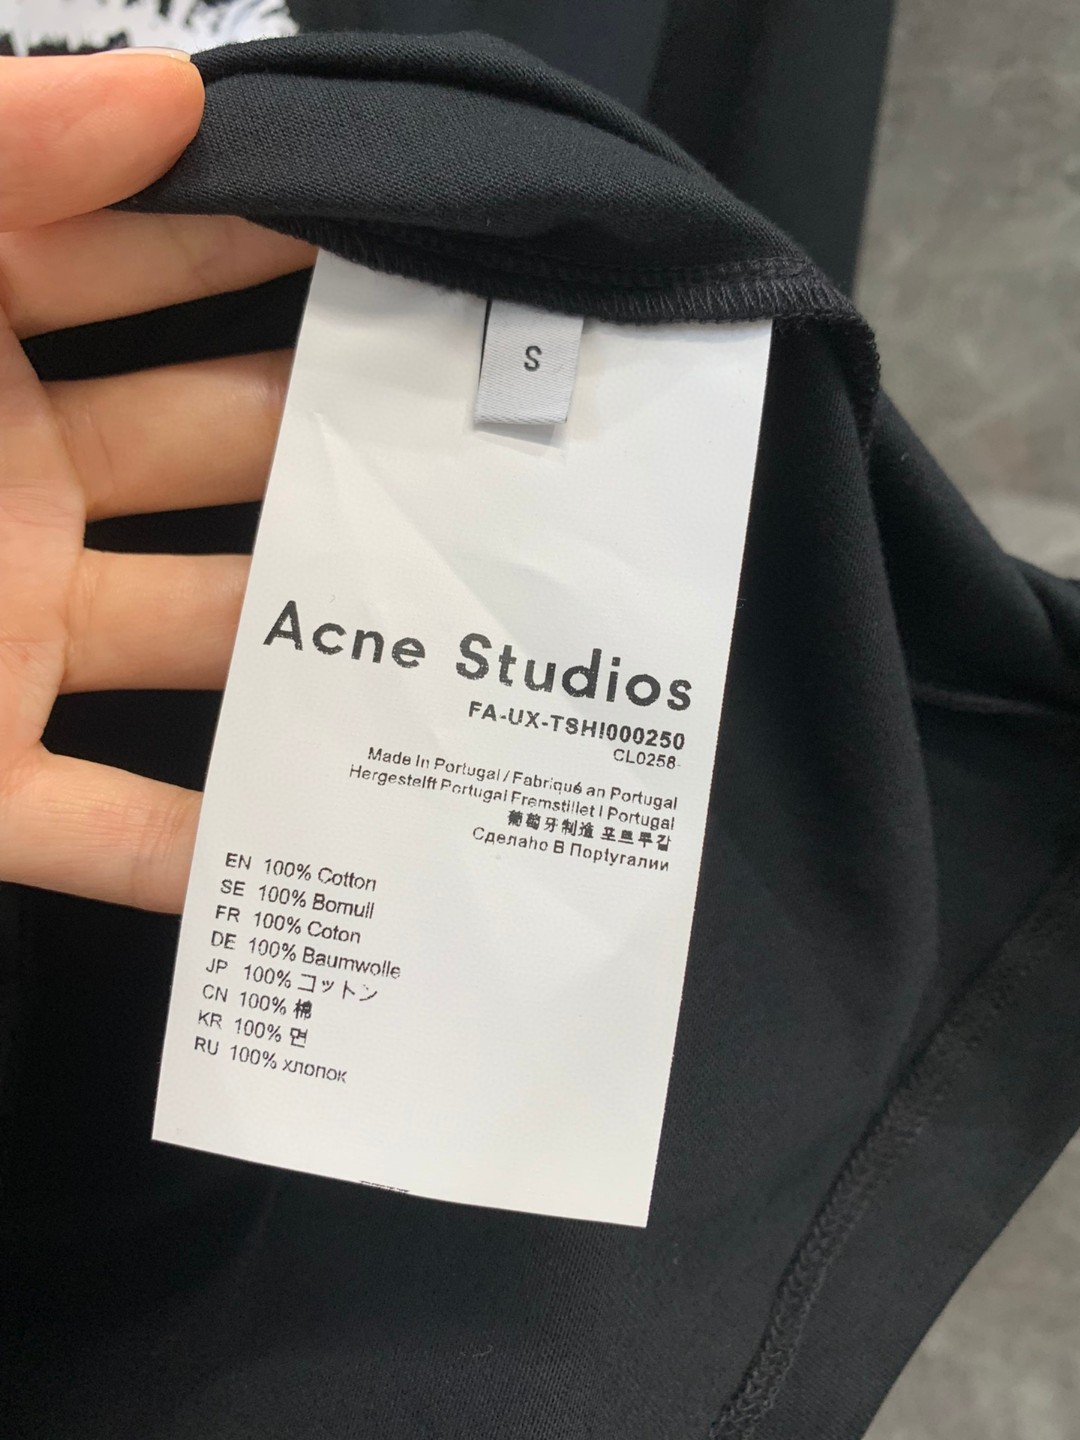 S
Acne Studios
FA-UX-TSHI000250
CL0258-
Made In Portugal / Fabriqué an Portugal
Hergestelft Portugal Fremstillet I Portugal
葡萄牙制造 포르투갈
Сделаho В Пoptyгалии
EN 100% Cotton
SE 100% Bomull
FR 100% Coton
DE 100% Baumwolle
JP 100% コットン
CN 100% 棉
KR 100% 면
RU 100% хлопок